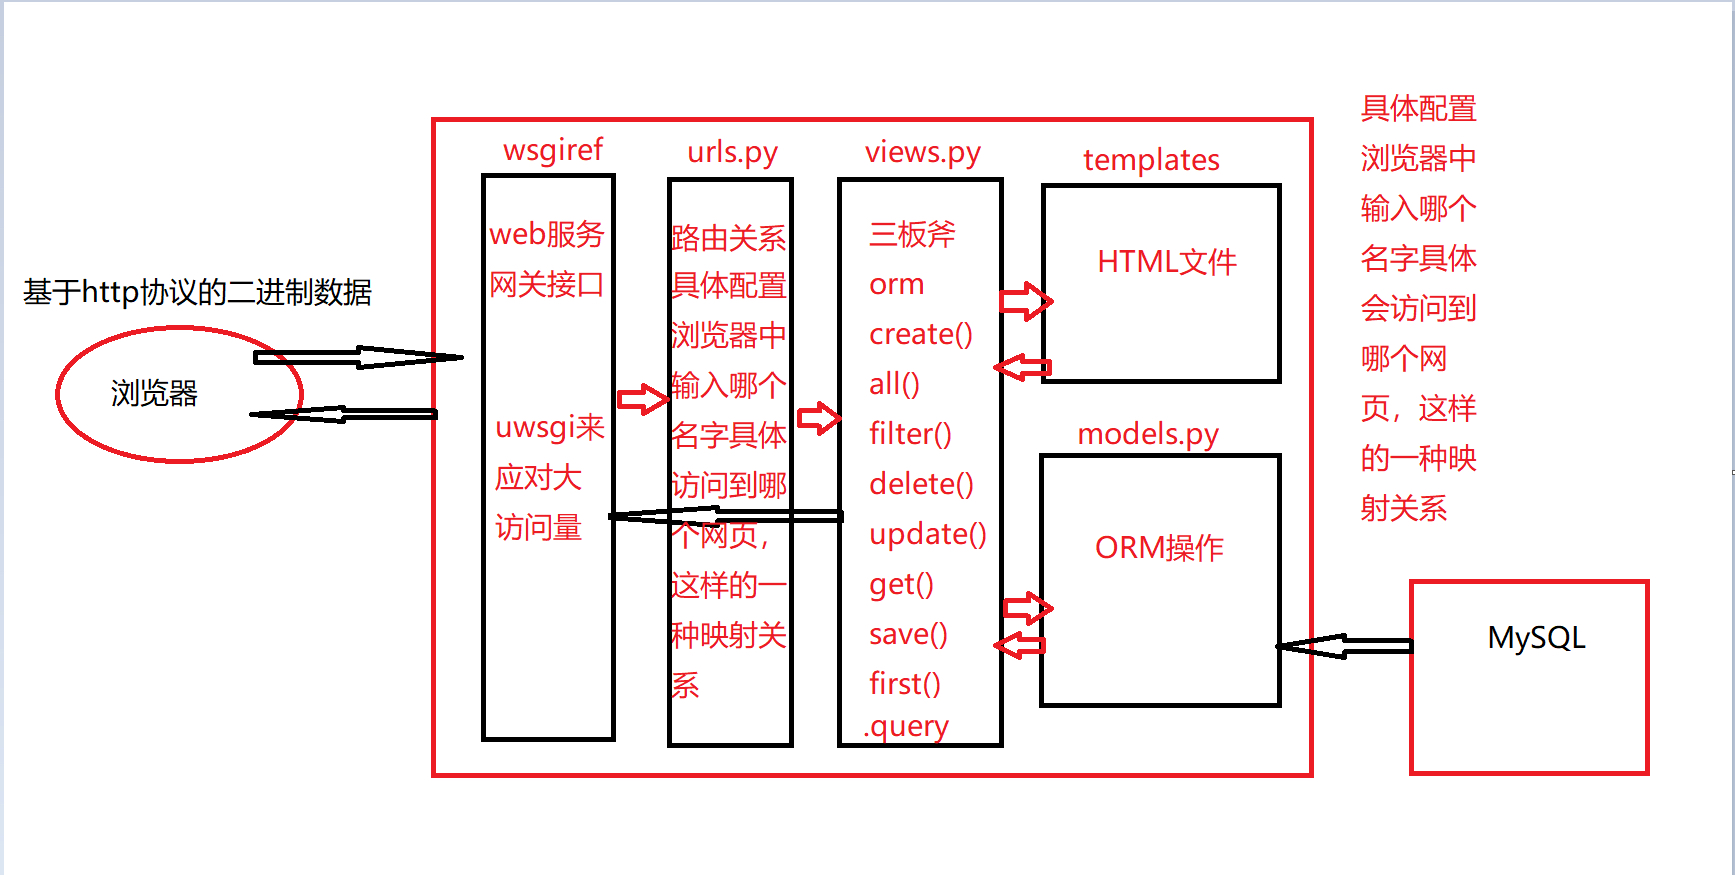 基于http协议的二进制数据
浏览器
wsgiref
web服务
网关接口
uwsgi来
应对大
访问量
urls.py
路由关系
具体配置
浏览器中
输入哪个
名字具体
访问到哪
个网页，
这样的一
种映射关
系
views.py
三板斧
orm
create()
all()
filter()
delete()
update()
get()
save()
first()
.query
templates
HTML文件
models.py
ORM操作
具体配置
浏览器中
输入哪个
名字具体
会访问到
哪个网
页，这样
的一种映
射关系
MySQL